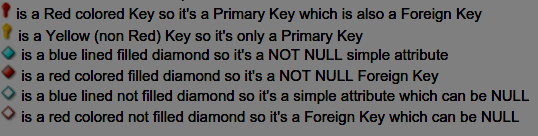 is a Red colored Key so it's a Primary Key which is also a Foreign Key
is a Yellow (non Red) Key so it's only a Primary Key
is a blue lined filled diamond so it's a NOT NULL simple attribute
is a red colored filled diamond so it's a NOT NULL Foreign Key
is a blue lined not filled diamond so it's a simple attribute which can be NULL
is a red colored not filled diamond so it's a Foreign Key which can be NULL